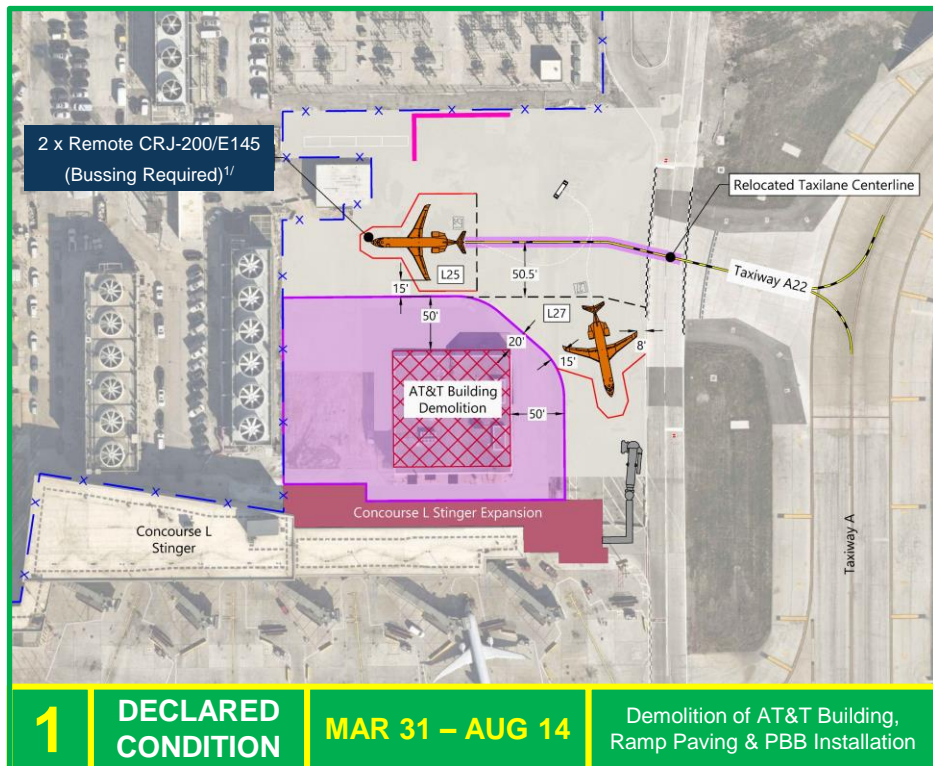 2 x Remote CRJ-200/E145
(Bussing Required)1/
Relocated Taxilane Centerline
L25
50.5'
Taxiway A22
15'
50'
L27
20'
8'
15'
AT&T Building
Demolition
50'
Concourse L Stinger Expansion
Concourse L
Stinger
Taxiway A
1
DECLARED
CONDITION
MAR 31 – AUG 14
Demolition of AT&T Building,
Ramp Paving & PBB Installation